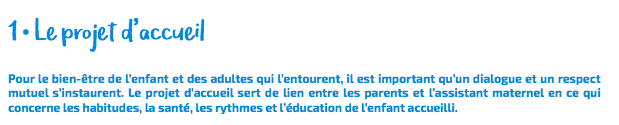 1 • Le projet d'accueil
Pour le bien-être de l'enfant et des adultes qui l'entourent, il est important qu'un dialogue et un respect
mutuel s'instaurent. Le projet d'accueil sert de lien entre les parents et l'assistant maternel en ce qui
concerne les habitudes, la santé, les rythmes et l'éducation de l'enfant accueilli.